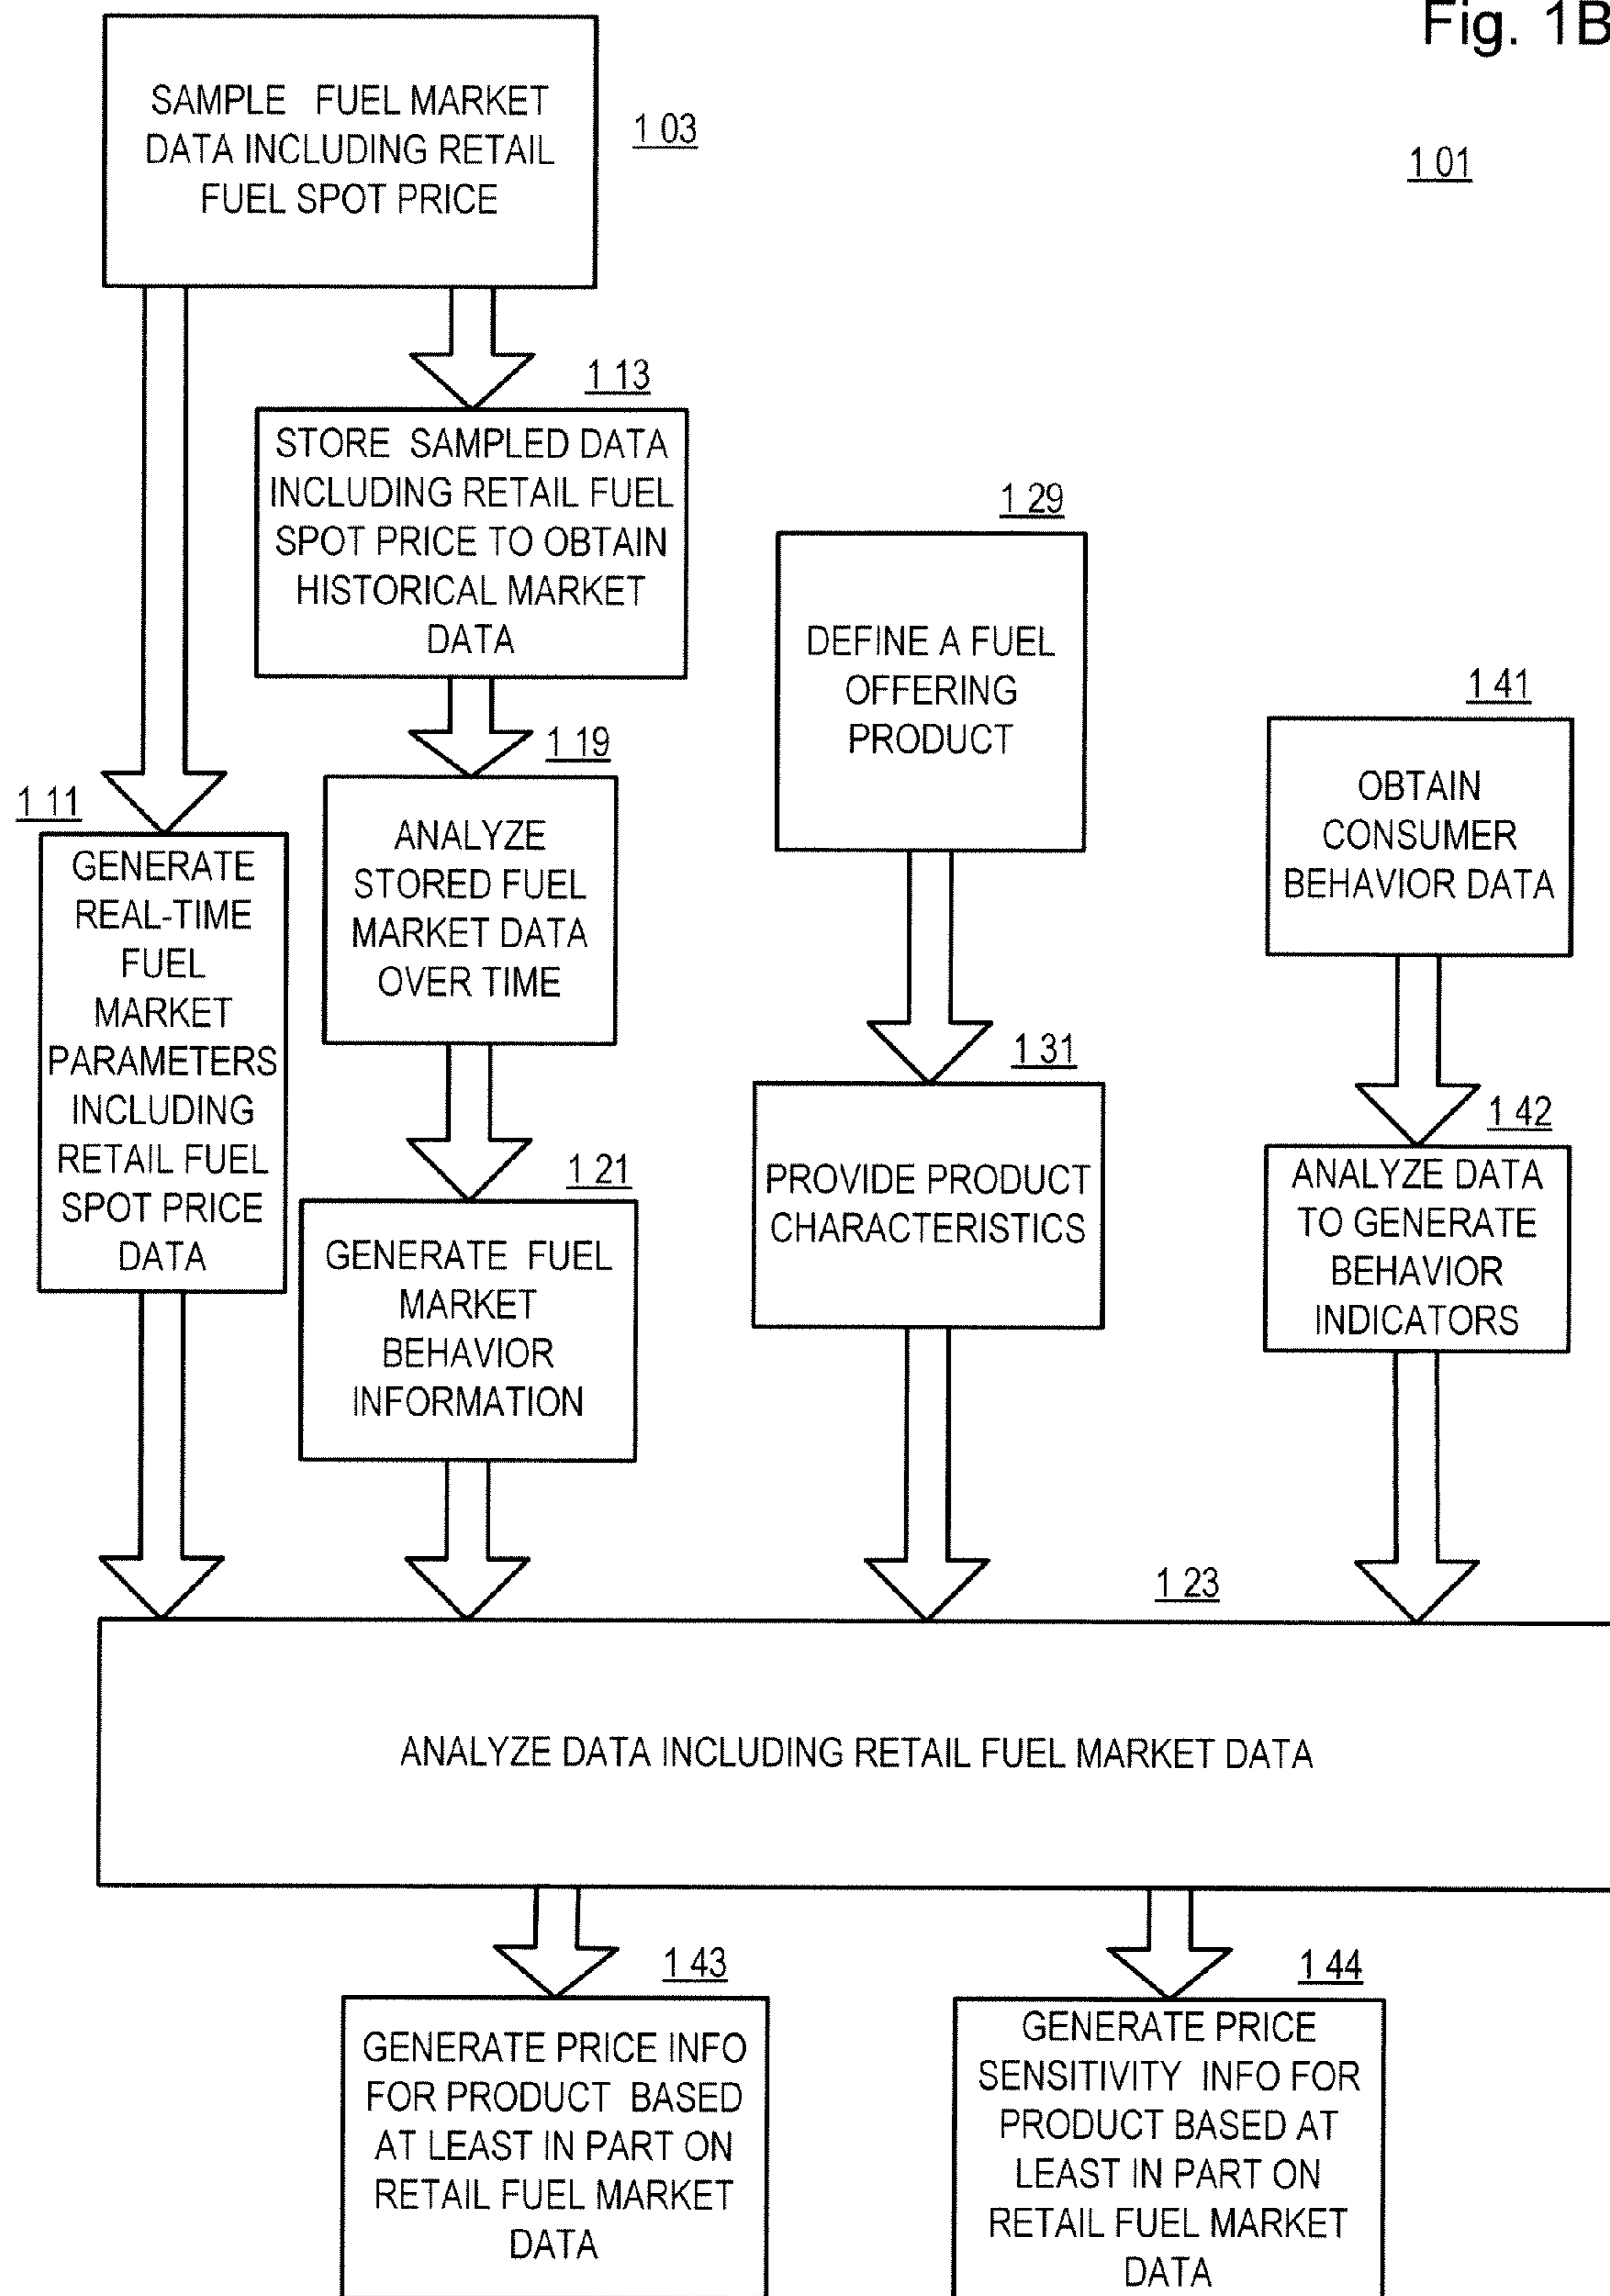 Fig. 1B
SAMPLE FUEL MARKET
DATA INCLUDING RETAIL
FUEL SPOT PRICE
1 03
1 01
1 13
STORE SAMPLED DATA
INCLUDING RETAIL FUEL
SPOT PRICE TO OBTAIN
HISTORICAL MARKET
DATA
1 29
DEFINE A FUEL
OFFERING
PRODUCT
1 41
OBTAIN
CONSUMER
BEHAVIOR DATA
1 19
ANALYZE
STORED FUEL
MARKET DATA
OVER TIME
1 11
GENERATE
REAL-TIME
FUEL
MARKET
PARAMETERS
INCLUDING
RETAIL FUEL
SPOT PRICE
DATA
1 31
PROVIDE PRODUCT
CHARACTERISTICS
1 42
ANALYZE DATA
TO GENERATE
BEHAVIOR
INDICATORS
1 21
GENERATE FUEL
MARKET
BEHAVIOR
INFORMATION
1 23
ANALYZE DATA INCLUDING RETAIL FUEL MARKET DATA
1 43
GENERATE PRICE INFO
FOR PRODUCT BASED
AT LEAST IN PART ON
RETAIL FUEL MARKET
DATA
1 44
GENERATE PRICE
SENSITIVITY INFO FOR
PRODUCT BASED AT
LEAST IN PART ON
RETAIL FUEL MARKET
DATA